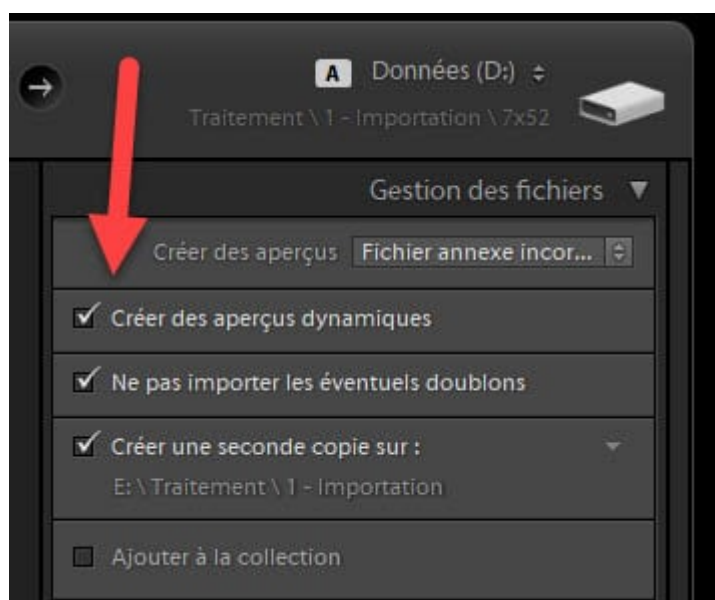 A Données (D:)
Traitement \ 1 - Importation \ 7x52
Gestion des fichiers
Créer des aperçus Fichier annexe incor...
Créer des aperçus dynamiques
Ne pas importer les éventuels doublons
Créer une seconde copie sur :
E: \ Traitement \ 1 - Importation
Ajouter à la collection